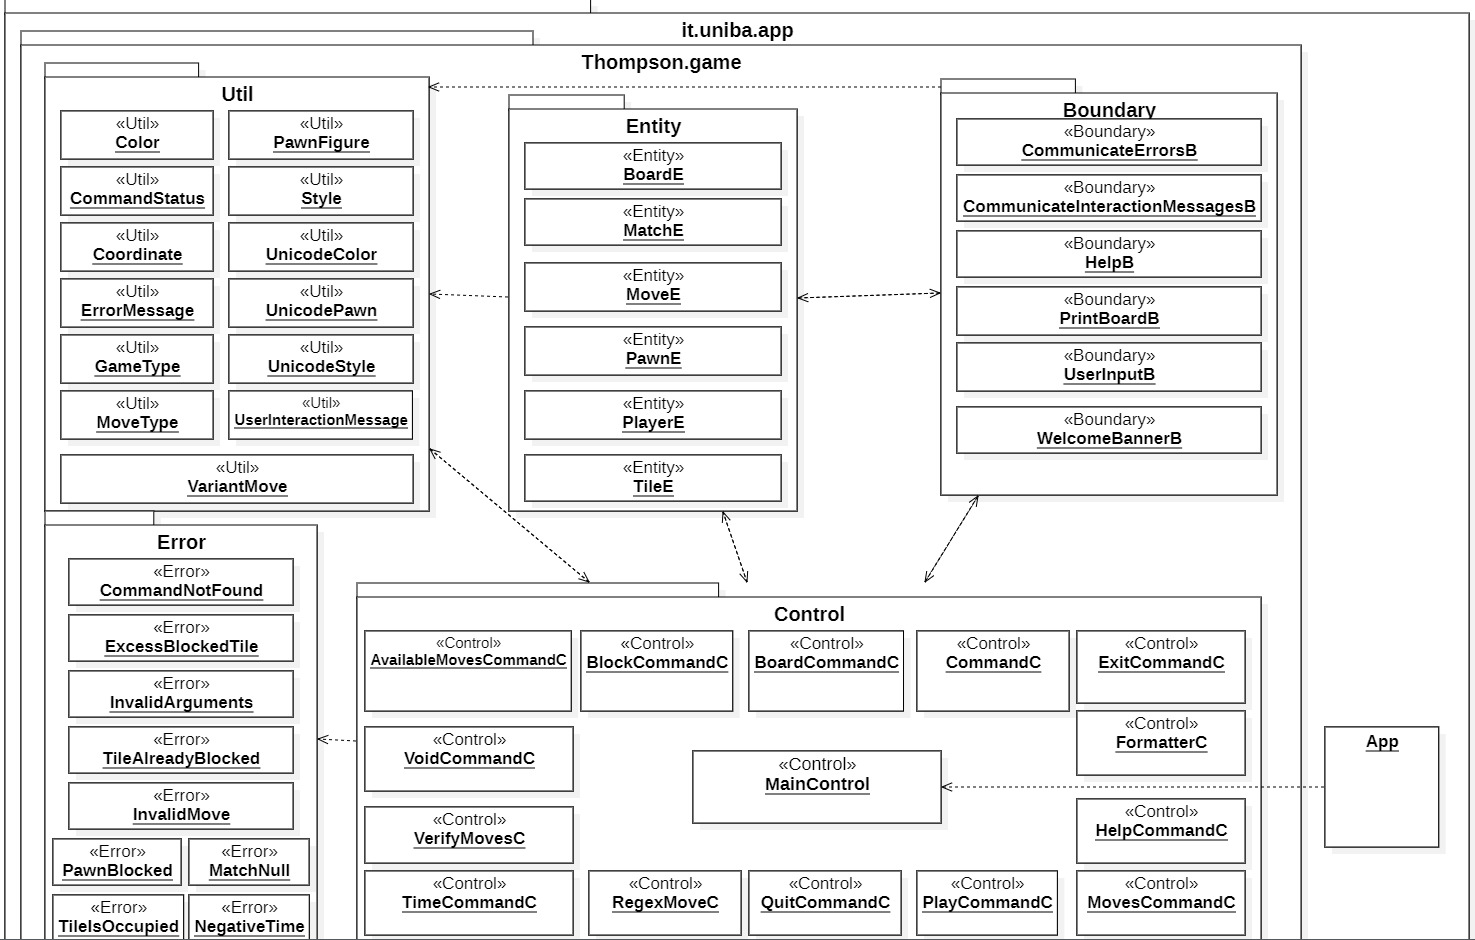 it.uniba.app
Thompson.game
Util
«Util»
Color
«Util»
PawnFigure
«Util»
CommandStatus
«Util»
Style
«Util»
Coordinate
«Util»
UnicodeColor
«Util»
ErrorMessage
«Util»
UnicodePawn
«Util»
GameType
«Util»
UnicodeStyle
«Util»
MoveType
«Util»
UserInteractionMessage
«Util»
VariantMove
Entity
«Entity»
BoardE
«Entity»
MatchE
«Entity»
MoveE
«Entity»
PawnE
«Entity»
PlayerE
«Entity»
TileE
Boundary
«Boundary»
CommunicateErrorsB
«Boundary»
CommunicateInteractionMessagesB
«Boundary»
HelpB
«Boundary»
PrintBoardB
«Boundary»
UserInputB
«Boundary»
WelcomeBannerB
Error
«Error»
CommandNotFound
«Error»
ExcessBlockedTile
«Error»
InvalidArguments
«Error»
TileAlreadyBlocked
«Error»
InvalidMove
«Error»
PawnBlocked
«Error»
MatchNull
«Error»
TileIsOccupied
«Error»
NegativeTime
Control
«Control»
AvailableMovesCommandC
«Control»
BlockCommandC
«Control»
BoardCommandC
«Control»
CommandC
«Control»
ExitCommandC
«Control»
FormatterC
«Control»
VoidCommandC
«Control»
MainControl
«Control»
VerifyMovesC
«Control»
HelpCommandC
«Control»
TimeCommandC
«Control»
RegexMoveC
«Control»
QuitCommandC
«Control»
PlayCommandC
«Control»
MovesCommandC
App